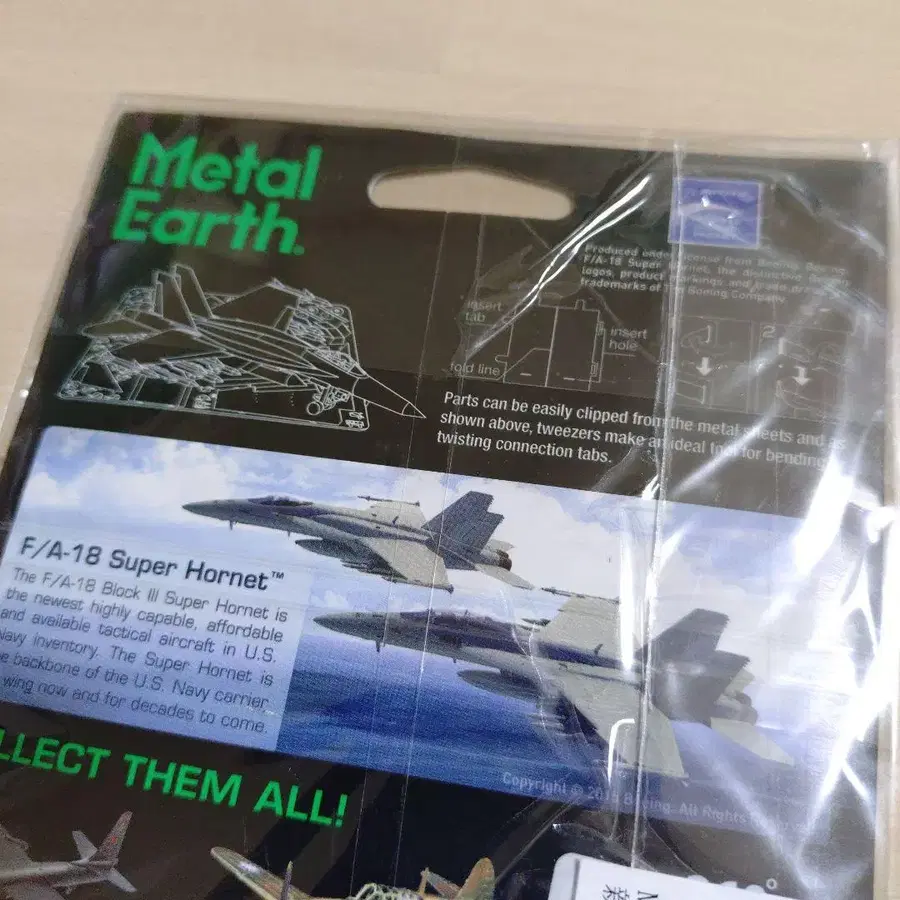 Metal
Earth
Produced under license from Boeing. Boeing,
F/A-18 Super Hornet, the distinctive Boeing
logos, product markings and trade dress are
trademarks of The Boeing Company
insert
tab
insert
hole
fold line
1
2
Parts can be easily clipped from the metal sheets and as
shown above, tweezers make an ideal tool for bending
twisting connection tabs.
F/A-18 Super Hornet™
The F/A-18 Block III Super Hornet is
the newest highly capable, affordable
and available tactical aircraft in U.S.
Navy inventory. The Super Hornet is
e backbone of the U.S. Navy carrier
wing now and for decades to come.
Copyright © Boeing. All Rights
LLECT THEM ALL!